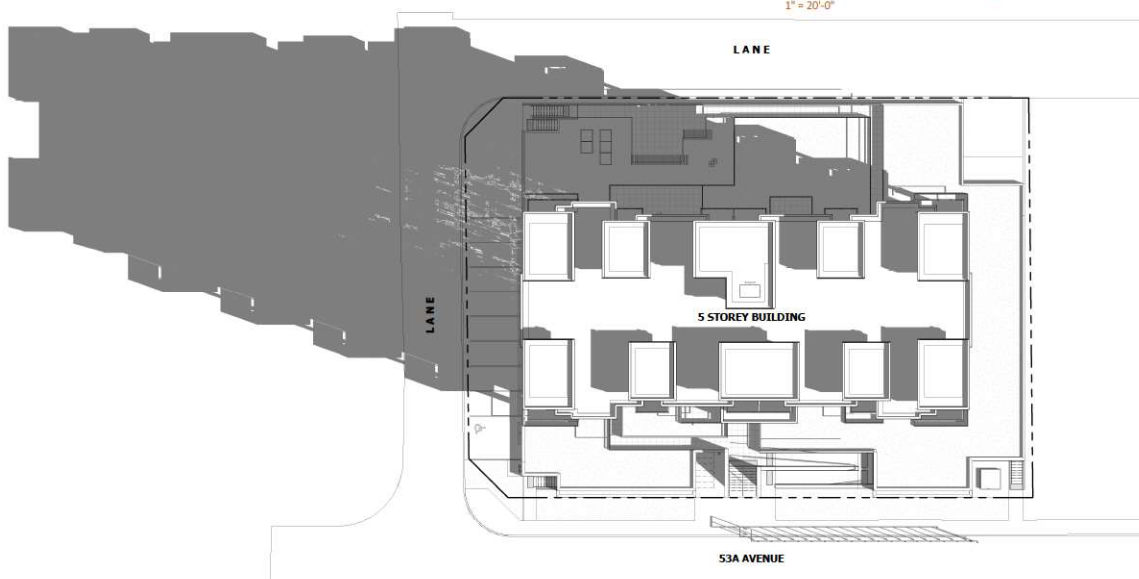 1" = 20'-0"
LANE
LANE
5 STOREY BUILDING
53A AVENUE